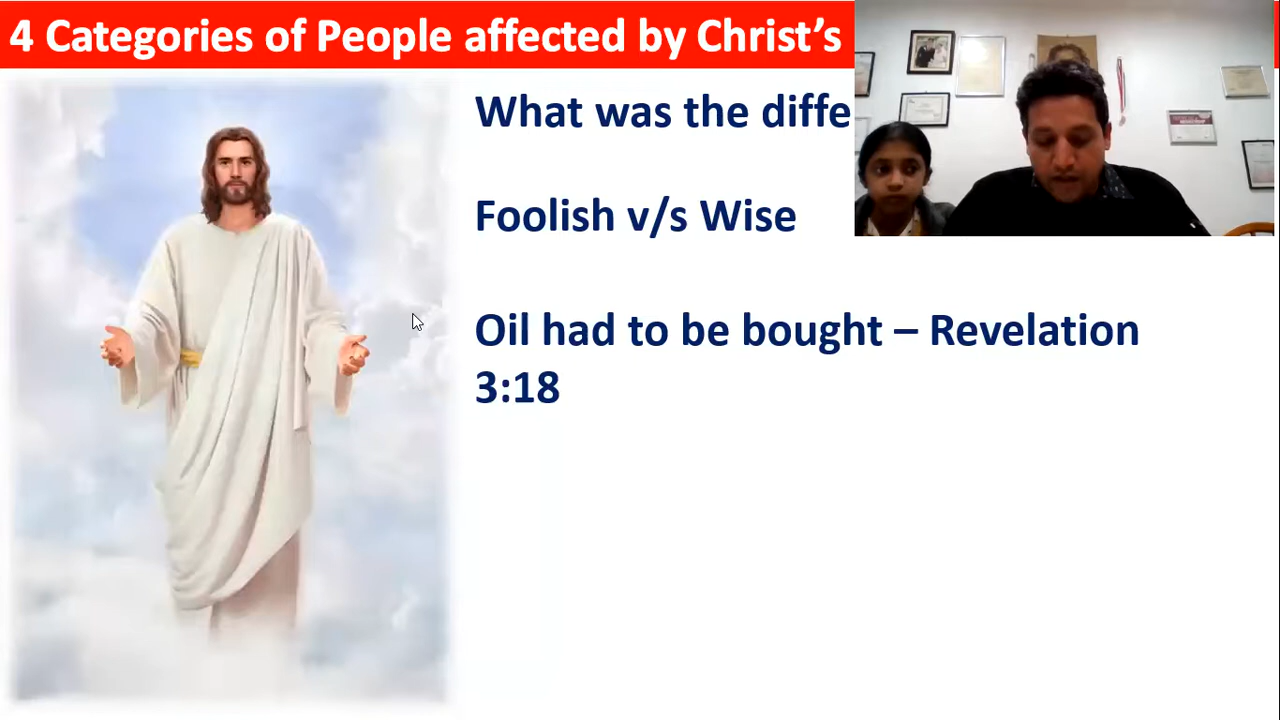 4 Categories of People affected by Christ’s
What was the diffe
Foolish v/s Wise
Oil had to be bought – Revelation
3:18